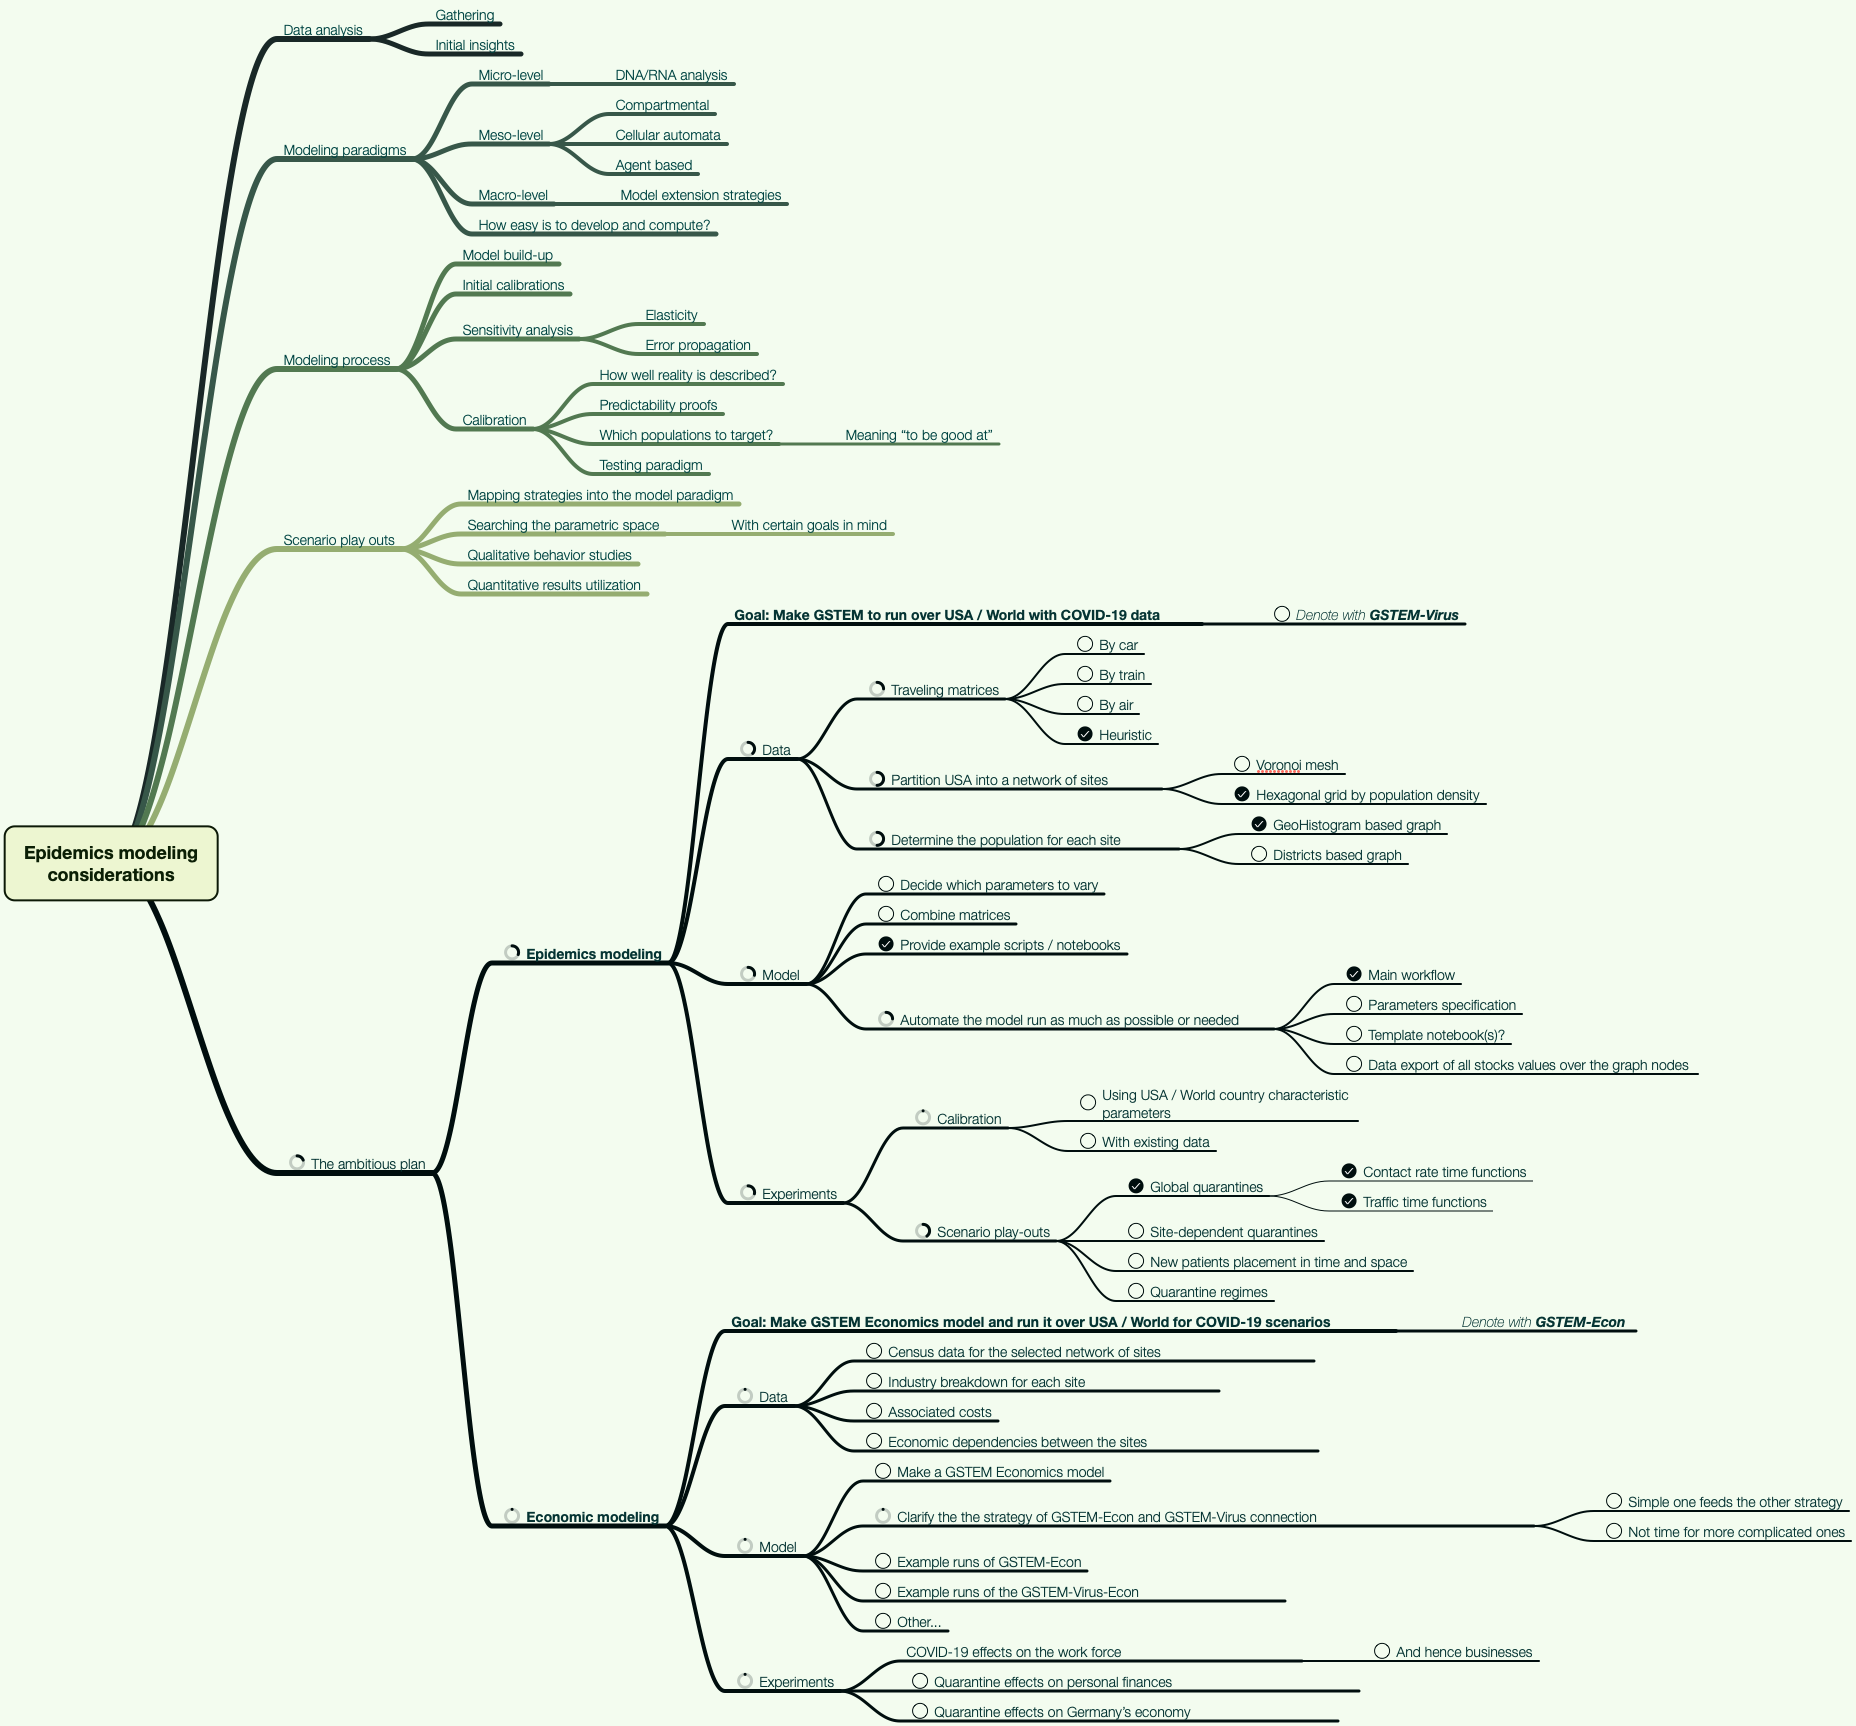 Data analysis
Gathering
Initial insights
Modeling paradigms
Micro-level
DNA/RNA analysis
Meso-level
Compartmental
Cellular automata
Agent based
Macro-level
Model extension strategies
How easy is to develop and compute?
Modeling process
Model build-up
Initial calibrations
Sensitivity analysis
Elasticity
Error propagation
Calibration
How well reality is described?
Predictability proofs
Which populations to target?
Meaning “to be good at”
Testing paradigm
Scenario play outs
Mapping strategies into the model paradigm
Searching the parametric space
With certain goals in mind
Qualitative behavior studies
Quantitative results utilization
Epidemics modeling
considerations
The ambitious plan
Epidemics modeling
Goal: Make GSTEM to run over USA / World with COVID-19 data
Denote with GSTEM-Virus
Data
Traveling matrices
By car
By train
By air
Heuristic
Partition USA into a network of sites
Voronoi mesh
Hexagonal grid by population density
Determine the population for each site
GeoHistogram based graph
Districts based graph
Model
Decide which parameters to vary
Combine matrices
Provide example scripts / notebooks
Automate the model run as much as possible or needed
Main workflow
Parameters specification
Template notebook(s)?
Data export of all stocks values over the graph nodes
Experiments
Calibration
Using USA / World country characteristic
parameters
With existing data
Scenario play-outs
Global quarantines
Contact rate time functions
Traffic time functions
Site-dependent quarantines
New patients placement in time and space
Quarantine regimes
Economic modeling
Goal: Make GSTEM Economics model and run it over USA / World for COVID-19 scenarios
Denote with GSTEM-Econ
Data
Census data for the selected network of sites
Industry breakdown for each site
Associated costs
Economic dependencies between the sites
Model
Make a GSTEM Economics model
Clarify the the strategy of GSTEM-Econ and GSTEM-Virus connection
Simple one feeds the other strategy
Not time for more complicated ones
Example runs of GSTEM-Econ
Example runs of the GSTEM-Virus-Econ
Other...
Experiments
COVID-19 effects on the work force
And hence businesses
Quarantine effects on personal finances
Quarantine effects on Germany’s economy